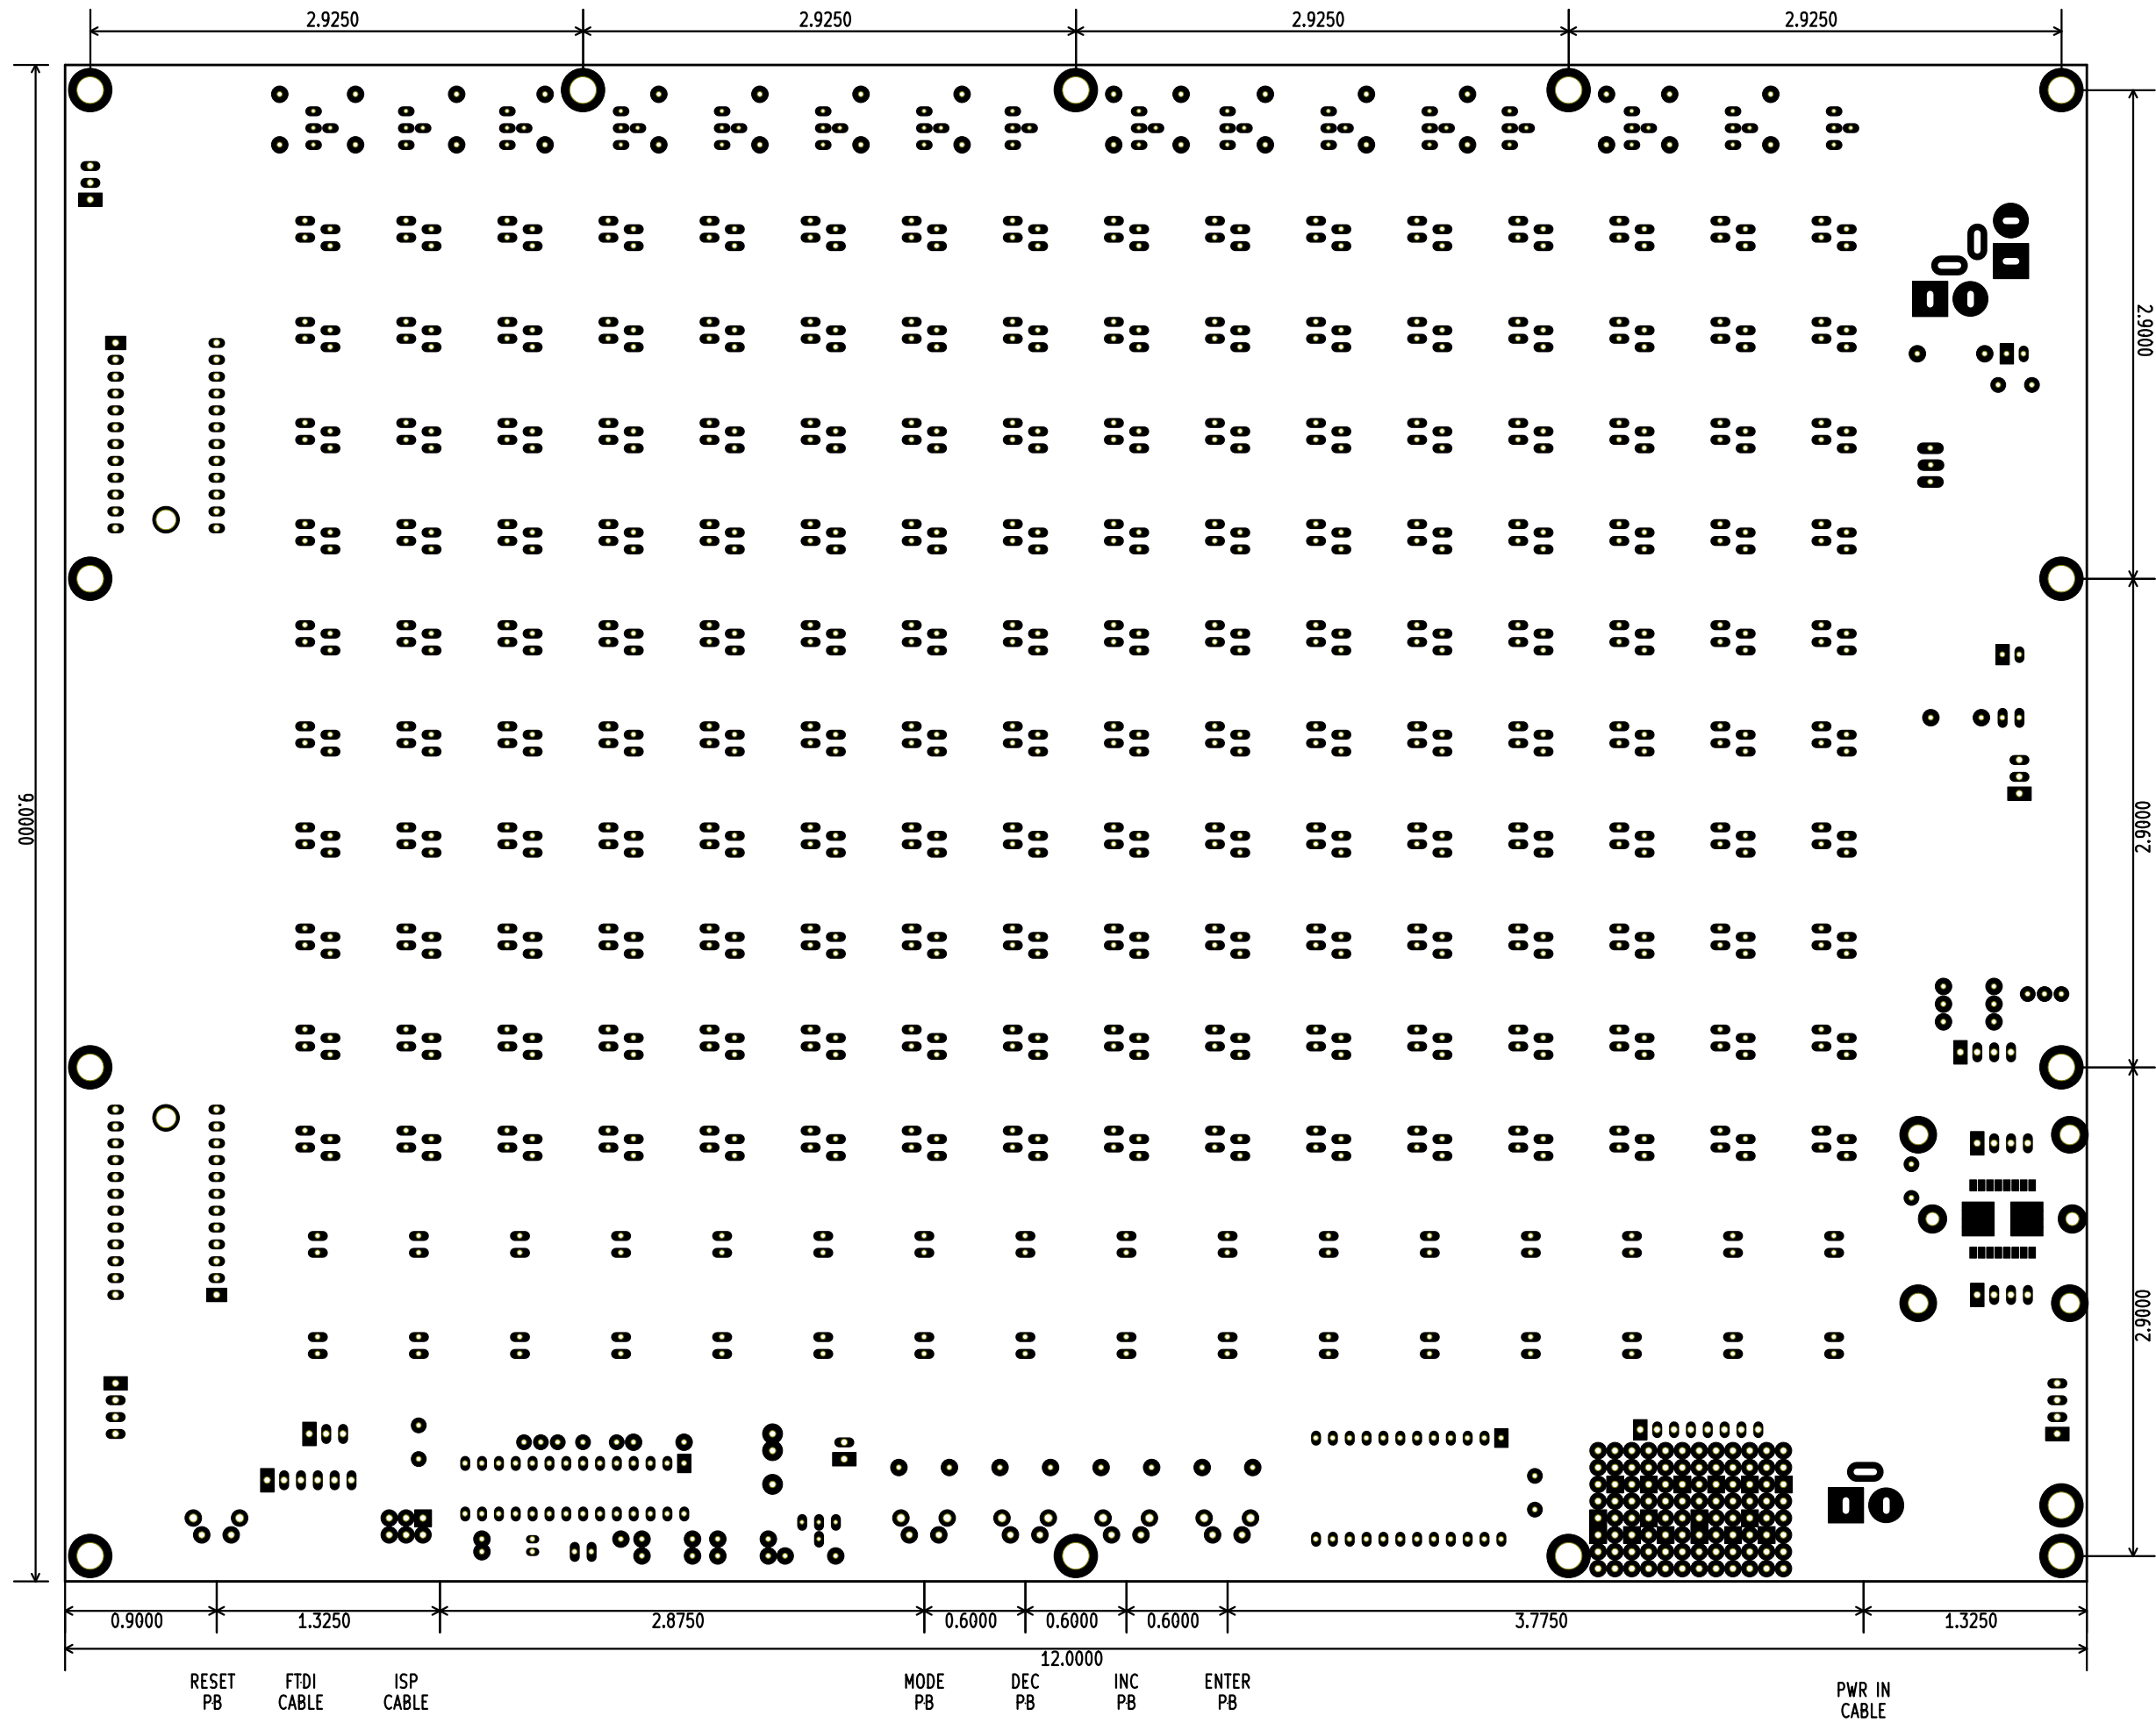 2.9250 2.9250 2.9250 2.9250
2.9000
9.0000
2.9000
2.9000
0.9000 1.3250 2.8750 0.6000 0.6000 0.6000 3.7750 1.3250
12.0000
RESET PB
FTDI CABLE
ISP CABLE
MODE PB
DEC PB
INC PB
ENTER PB
PWR IN CABLE